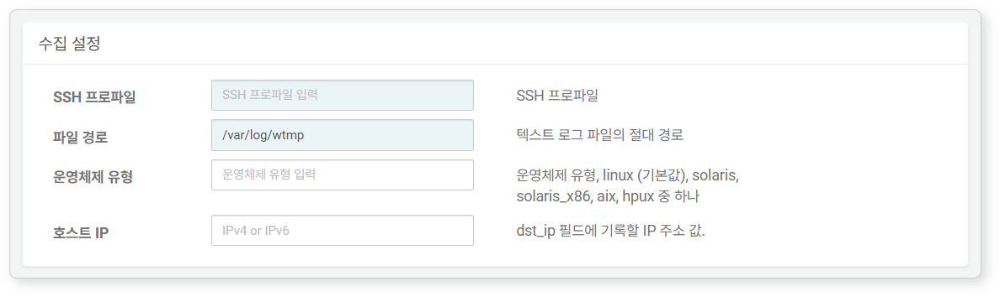 수집 설정
SSH 프로파일
SSH 프로파일 입력
SSH 프로파일
파일 경로
/var/log/wtmp
텍스트 로그 파일의 절대 경로
운영체제 유형
운영체제 유형 입력
운영체제 유형, linux (기본값), solaris,
solaris_x86, aix, hpux 중 하나
호스트 IP
IPv4 or IPv6
dst_ip 필드에 기록할 IP 주소 값.